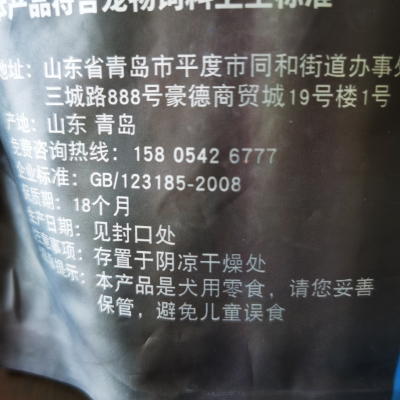 产品符合宠物饲料卫生标准
地址：山东省青岛市平度市同和街道办事处
三城路888号豪德商贸城19号楼1号
产地：山东 青岛
免费咨询热线：158 0542 6777
企业标准：GB/123185-2008
保质期：18个月
生产日期：见封口处
注意事项：存置于阴凉干燥处
提示：本产品是犬用零食，请您妥善
保管，避免儿童误食